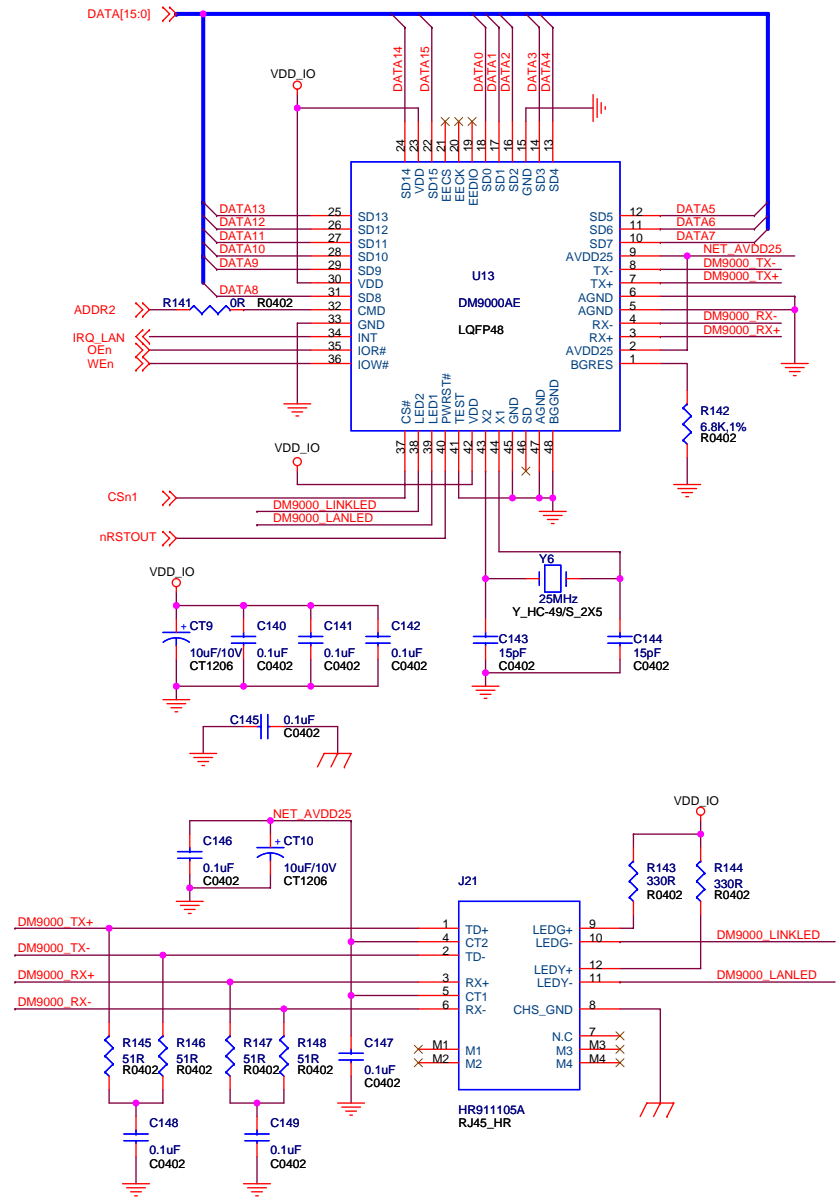 DATA[15:0]
VDD_IO
DATA14
DATA15
DATA0
DATA1
DATA2
DATA3
DATA4
24
23
22
21
20
19
18
17
16
15
14
13
SD14
VDD
SD15
EECS
EECK
EEDIO
SD0
SD1
SD2
GND
SD3
SD4
DATA13 25 SD13
DATA12 26 SD12
DATA11 27 SD11
DATA10 28 SD10
DATA9 29 SD9
30 VDD
DATA8 31 SD8
ADDR2 R141 0R R0402 32 CMD
33 GND
IRQ_LAN 34 INT
OEn 35 IOR#
WEn 36 IOW#
U13
DM9000AE
LQFP48
SD5 12 DATA5
SD6 11 DATA6
SD7 10 DATA7
AVDD25 9 NET_AVDD25
TX- 8 DM9000_TX-
TX+ 7 DM9000_TX+
AGND 6
AGND 5
RX- 4 DM9000_RX-
RX+ 3 DM9000_RX+
AVDD25 2
BGRES 1
R142
6.8K,1%
R0402
CS#
LED2
LED1
PWRST#
TEST
VDD
X2
X1
GND
SD
AGND
BGGND
37
38
39
40
41
42
43
44
45
46
47
48
VDD_IO
CSn1
DM9000_LINKLED
DM9000_LANLED
nRSTOUT
Y6
25MHz
Y_HC-49/S_2X5
C143
15pF
C0402
C144
15pF
C0402
VDD_IO
+ CT9
10uF/10V
CT1206
C140
0.1uF
C0402
C141
0.1uF
C0402
C142
0.1uF
C0402
C145 0.1uF
C0402
NET_AVDD25
C146
0.1uF
C0402
+ CT10
10uF/10V
CT1206
VDD_IO
R143
330R
R0402
R144
330R
R0402
J21
DM9000_TX+ 1 TD+
4 CT2
DM9000_TX- 2 TD-
DM9000_RX+ 3 RX+
5 CT1
DM9000_RX- 6 RX-
M1 M1
M2 M2
LEDG+ 9
LEDG- 10 DM9000_LINKLED
LEDY+ 12
LEDY- 11 DM9000_LANLED
CHS_GND 8
N.C 7
M3 M3
M4 M4
HR911105A
RJ45_HR
R145
51R
R0402
R146
51R
R0402
R147
51R
R0402
R148
51R
R0402
C147
0.1uF
C0402
C148
0.1uF
C0402
C149
0.1uF
C0402